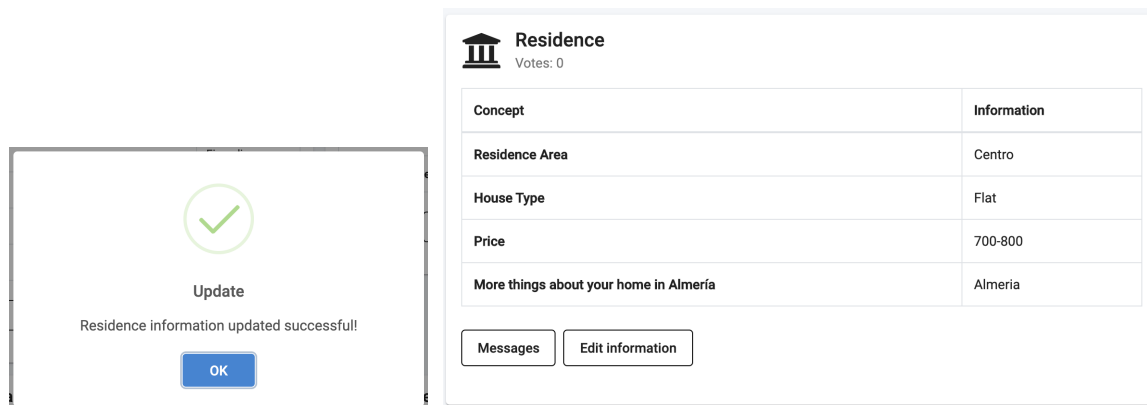 Update
Residence information updated successful!
OK
Residence
Votes: 0
Concept Information
Residence Area Centro
House Type Flat
Price 700-800
More things about your home in Almería Almeria
Messages Edit information